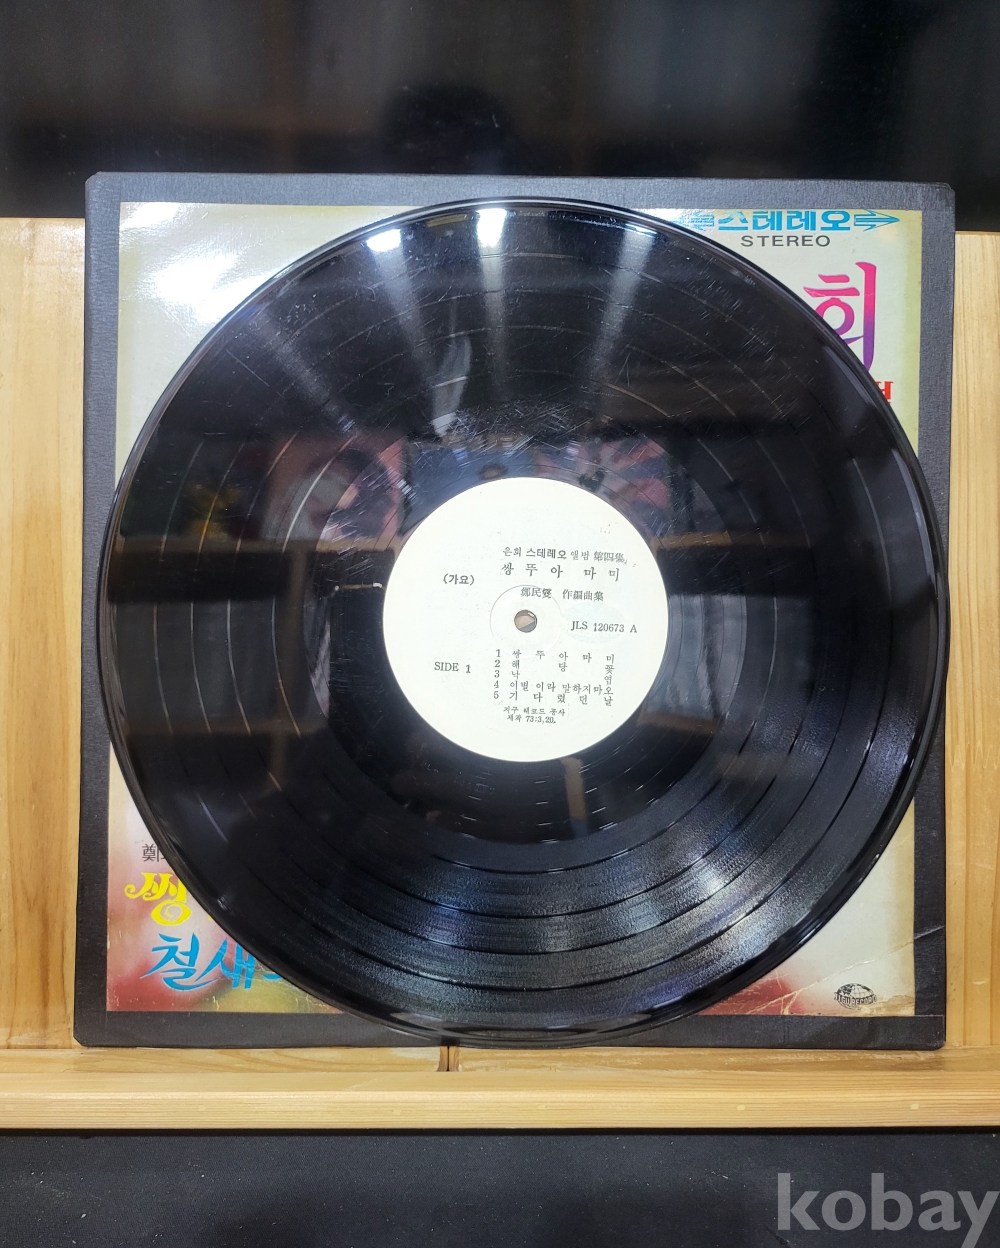 스테레오
STEREO
희
은희 스테레오 앨범 第四集
쌍 뚜 아 마 미
(가요)
鄭民燮 作編曲集
JLS 120673 A
SIDE 1
1 쌍 뚜 아 마 미
2 해 당 꽃
3 낙 엽
4 이별 이라 말하지마오
5 기 다 렸 던 날
지구 레코드 공사
제작 73:3,20.
鄭
쌍
철새
kobay